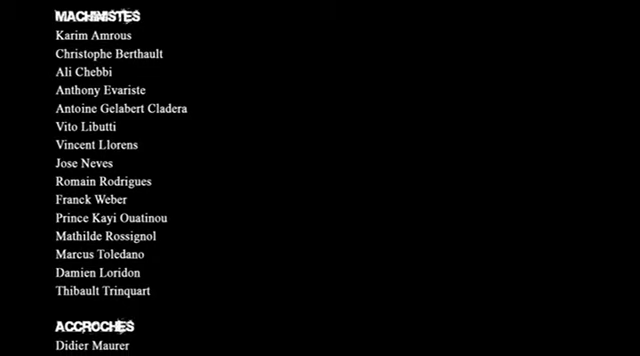 MACHINISTES
Karim Amrous
Christophe Berthault
Ali Chebbi
Anthony Evariste
Antoine Gelabert Cladera
Vito Libutti
Vincent Llorens
Jose Neves
Romain Rodrigues
Franck Weber
Prince Kayi Ouatinou
Mathilde Rossignol
Marcus Toledano
Damien Loridon
Thibault Trinquart
ACCROCHES
Didier Maurer